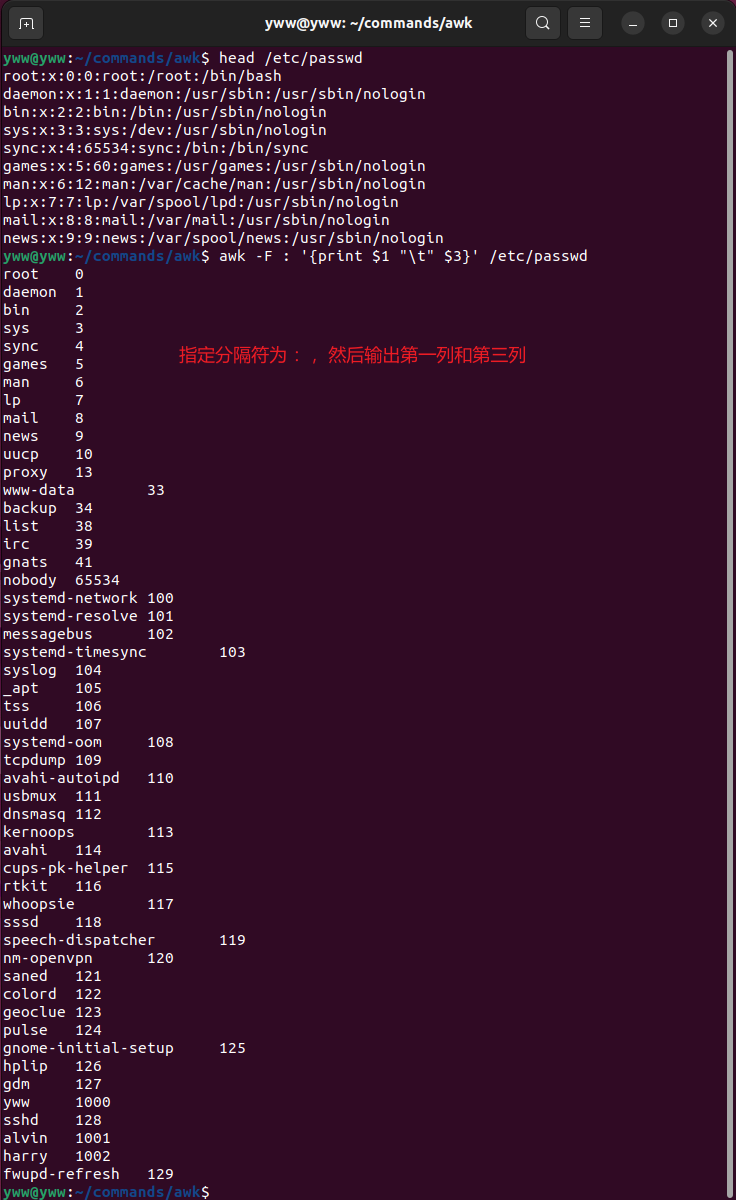 yww@yww: ~/commands/awk
yww@yww:~/commands/awk$ head /etc/passwd
root:x:0:0:root:/root:/bin/bash
daemon:x:1:1:daemon:/usr/sbin:/usr/sbin/nologin
bin:x:2:2:bin:/bin:/usr/sbin/nologin
sys:x:3:3:sys:/dev:/usr/sbin/nologin
sync:x:4:65534:sync:/bin:/bin/sync
games:x:5:60:games:/usr/games:/usr/sbin/nologin
man:x:6:12:man:/var/cache/man:/usr/sbin/nologin
lp:x:7:7:lp:/var/spool/lpd:/usr/sbin/nologin
mail:x:8:8:mail:/var/mail:/usr/sbin/nologin
news:x:9:9:news:/var/spool/news:/usr/sbin/nologin
yww@yww:~/commands/awk$ awk -F : '{print $1 "\t" $3}' /etc/passwd
root	0
daemon	1
bin	2
sys	3
sync	4
指定分隔符为：，然后输出第一列和第三列
games	5
man	6
lp	7
mail	8
news	9
uucp	10
proxy	13
www-data	33
backup	34
list	38
irc	39
gnats	41
nobody	65534
systemd-network	100
systemd-resolve	101
messagebus	102
systemd-timesync	103
syslog	104
_apt	105
tss	106
uuidd	107
systemd-oom	108
tcpdump	109
avahi-autoipd	110
usbmux	111
dnsmasq	112
kernoops	113
avahi	114
cups-pk-helper	115
rtkit	116
whoopsie	117
sssd	118
speech-dispatcher	119
nm-openvpn	120
saned	121
colord	122
geoclue	123
pulse	124
gnome-initial-setup	125
hplip	126
gdm	127
yww	1000
sshd	128
alvin	1001
harry	1002
fwupd-refresh	129
yww@yww:~/commands/awk$